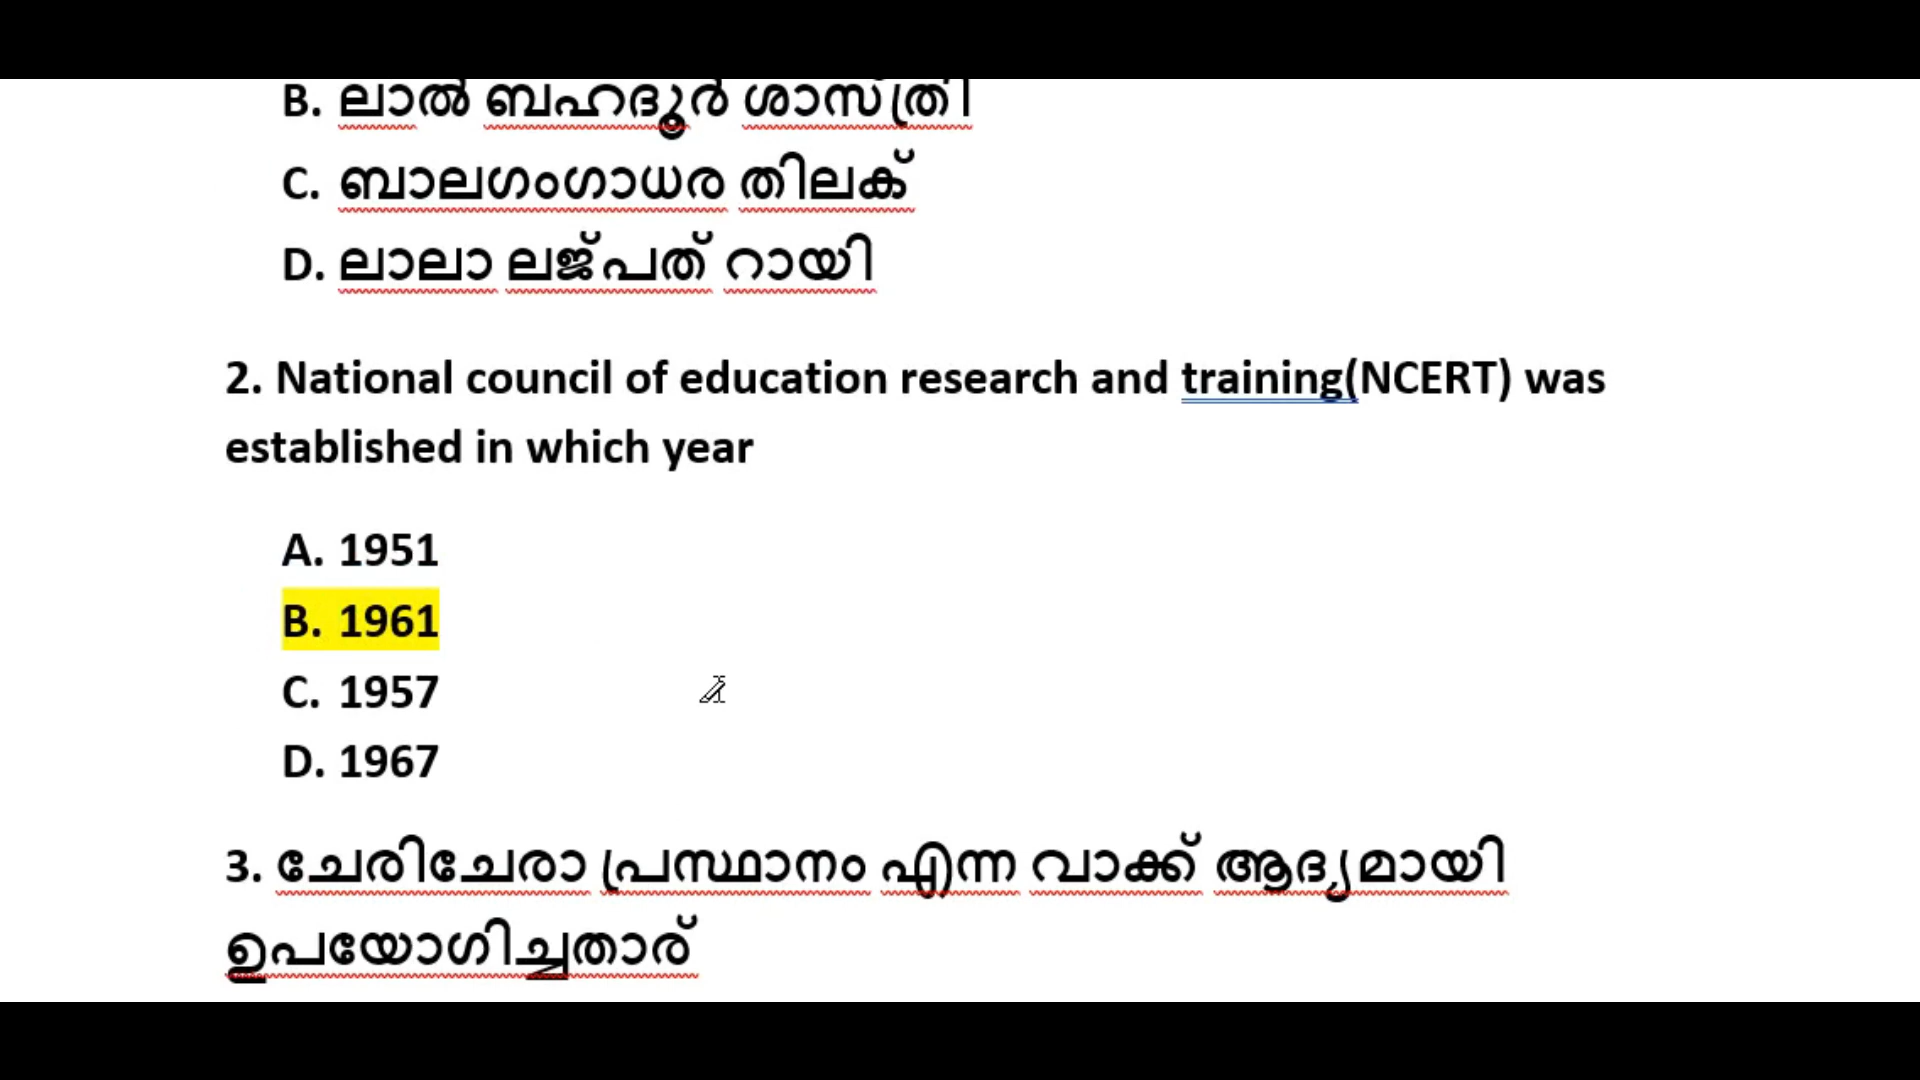 B. ലാൽ ബഹദൂർ ശാസ്ത്രി
C. ബാലഗംഗാധര തിലക്
D. ലാലാ ലജ്പത് റായി
2. National council of education research and training(NCERT) was
established in which year
A. 1951
B. 1961
C. 1957
D. 1967
3. ചേരിചേരാ പ്രസ്ഥാനം എന്ന വാക്ക് ആദ്യമായി
ഉപയോഗിച്ചതാര്